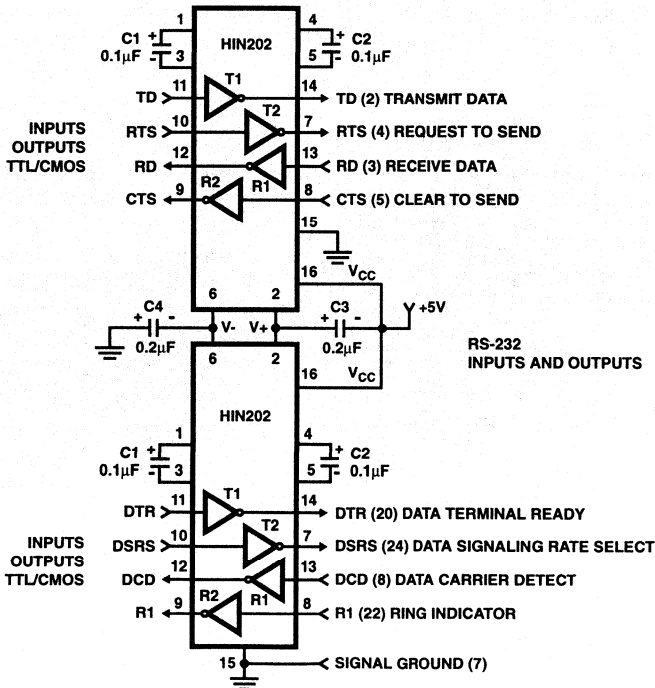 1 4
C1 + HIN202 + C2
0.1µF - 3 5 - 0.1µF
T1
TD 11 14 TD (2) TRANSMIT DATA
T2
INPUTS
OUTPUTS
TTL/CMOS
RTS 10 7 RTS (4) REQUEST TO SEND
RD 12 13 RD (3) RECEIVE DATA
R2 R1
CTS 9 8 CTS (5) CLEAR TO SEND
15
16 VCC
6 2
C4 C3 +5V
+ - V- V+ + -
0.2µF 0.2µF
RS-232
INPUTS AND OUTPUTS
6 2
16 VCC
HIN202
1 4
C1 + + C2
0.1µF - 3 5 - 0.1µF
T1
DTR 11 14 DTR (20) DATA TERMINAL READY
T2
INPUTS
OUTPUTS
TTL/CMOS
DSRS 10 7 DSRS (24) DATA SIGNALING RATE SELECT
DCD 12 13 DCD (8) DATA CARRIER DETECT
R2 R1
R1 9 8 R1 (22) RING INDICATOR
15 SIGNAL GROUND (7)